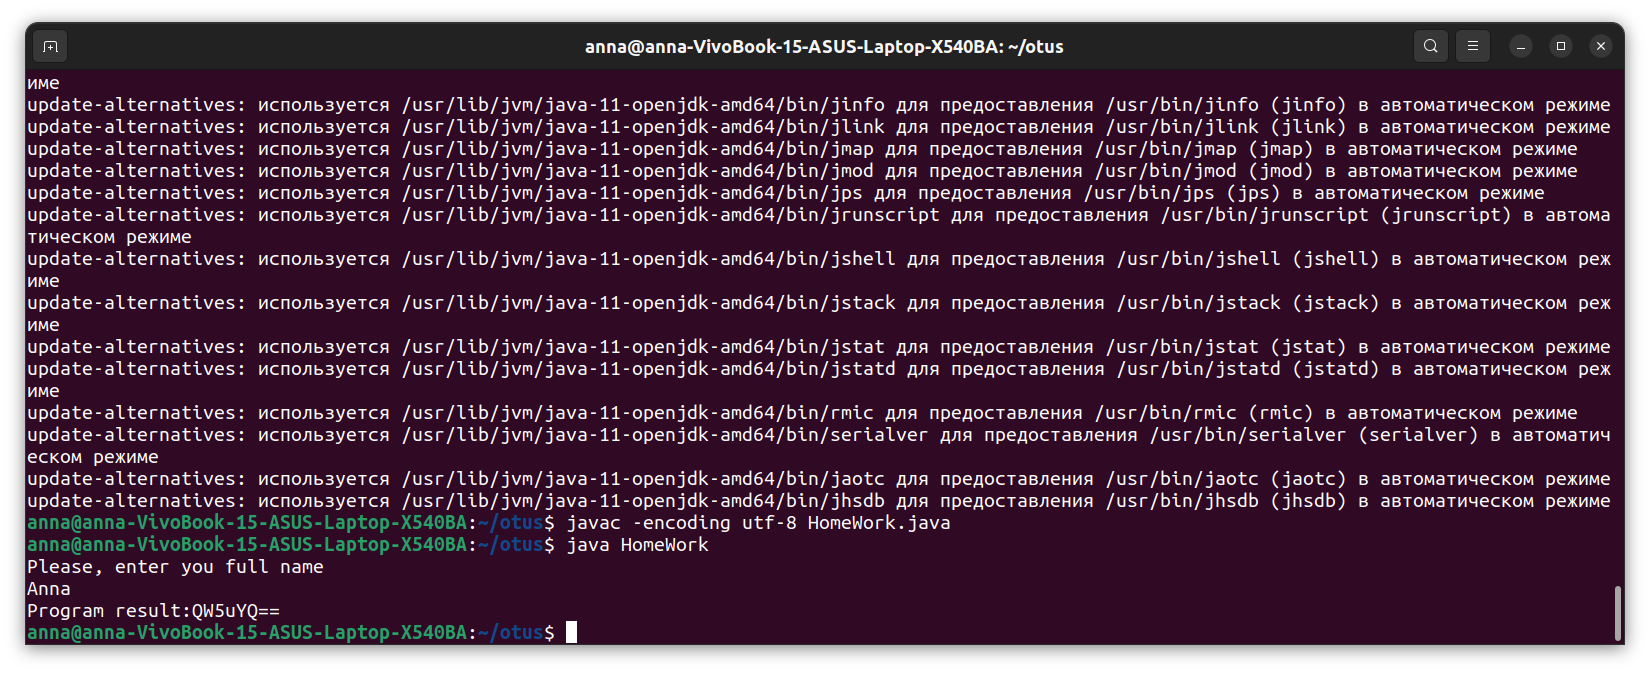 anna@anna-VivoBook-15-ASUS-Laptop-X540BA: ~/otus
име
update-alternatives: используется /usr/lib/jvm/java-11-openjdk-amd64/bin/jinfo для предоставления /usr/bin/jinfo (jinfo) в автоматическом режиме
update-alternatives: используется /usr/lib/jvm/java-11-openjdk-amd64/bin/jlink для предоставления /usr/bin/jlink (jlink) в автоматическом режиме
update-alternatives: используется /usr/lib/jvm/java-11-openjdk-amd64/bin/jmap для предоставления /usr/bin/jmap (jmap) в автоматическом режиме
update-alternatives: используется /usr/lib/jvm/java-11-openjdk-amd64/bin/jmod для предоставления /usr/bin/jmod (jmod) в автоматическом режиме
update-alternatives: используется /usr/lib/jvm/java-11-openjdk-amd64/bin/jps для предоставления /usr/bin/jps (jps) в автоматическом режиме
update-alternatives: используется /usr/lib/jvm/java-11-openjdk-amd64/bin/jrunscript для предоставления /usr/bin/jrunscript (jrunscript) в автома
тическом режиме
update-alternatives: используется /usr/lib/jvm/java-11-openjdk-amd64/bin/jshell для предоставления /usr/bin/jshell (jshell) в автоматическом реж
име
update-alternatives: используется /usr/lib/jvm/java-11-openjdk-amd64/bin/jstack для предоставления /usr/bin/jstack (jstack) в автоматическом реж
име
update-alternatives: используется /usr/lib/jvm/java-11-openjdk-amd64/bin/jstat для предоставления /usr/bin/jstat (jstat) в автоматическом режиме
update-alternatives: используется /usr/lib/jvm/java-11-openjdk-amd64/bin/jstatd для предоставления /usr/bin/jstatd (jstatd) в автоматическом реж
име
update-alternatives: используется /usr/lib/jvm/java-11-openjdk-amd64/bin/rmic для предоставления /usr/bin/rmic (rmic) в автоматическом режиме
update-alternatives: используется /usr/lib/jvm/java-11-openjdk-amd64/bin/serialver для предоставления /usr/bin/serialver (serialver) в автоматич
еском режиме
update-alternatives: используется /usr/lib/jvm/java-11-openjdk-amd64/bin/jaotc для предоставления /usr/bin/jaotc (jaotc) в автоматическом режиме
update-alternatives: используется /usr/lib/jvm/java-11-openjdk-amd64/bin/jhsdb для предоставления /usr/bin/jhsdb (jhsdb) в автоматическом режиме
anna@anna-VivoBook-15-ASUS-Laptop-X540BA:~/otus$ javac -encoding utf-8 HomeWork.java
anna@anna-VivoBook-15-ASUS-Laptop-X540BA:~/otus$ java HomeWork
Please, enter you full name
Anna
Program result:QW5uYQ==
anna@anna-VivoBook-15-ASUS-Laptop-X540BA:~/otus$